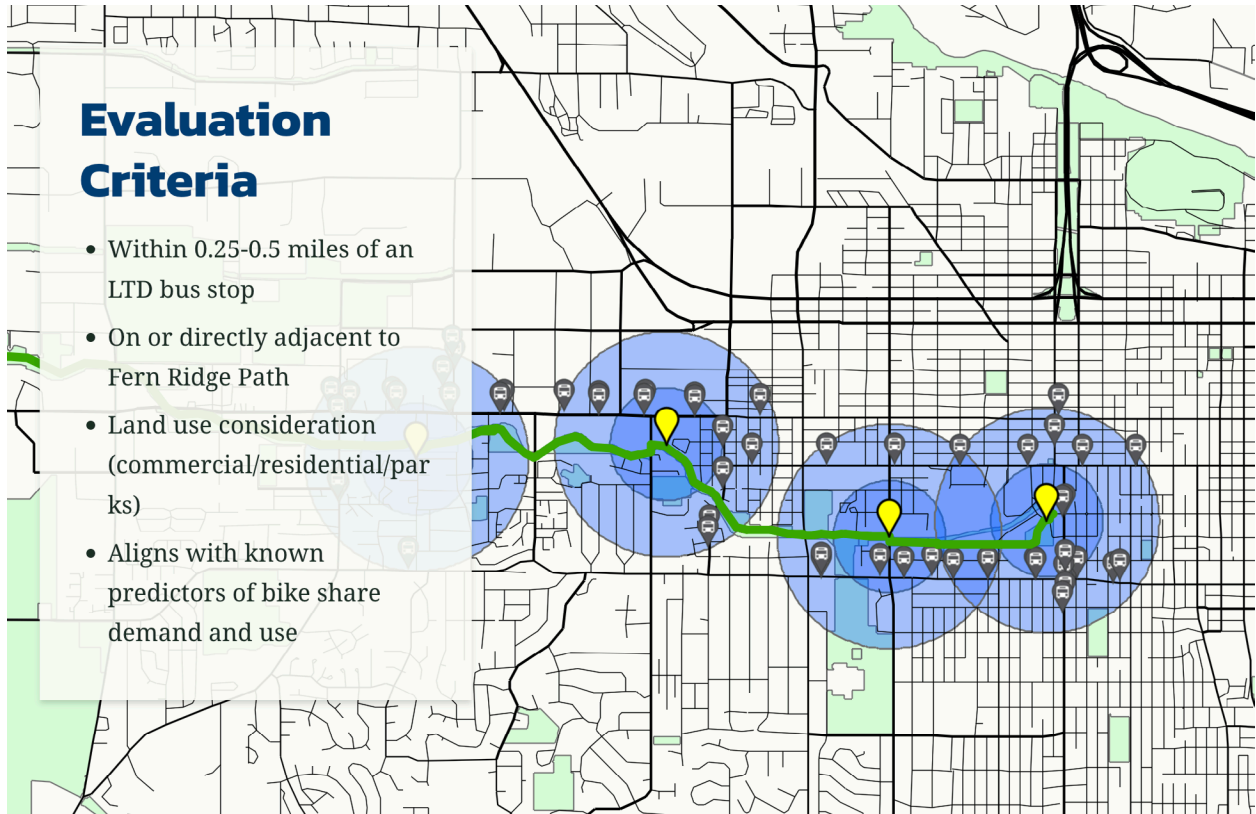 Evaluation
Criteria
• Within 0.25-0.5 miles of an
LTD bus stop
• On or directly adjacent to
Fern Ridge Path
• Land use consideration
(commercial/residential/par
ks)
• Aligns with known
predictors of bike share
demand and use